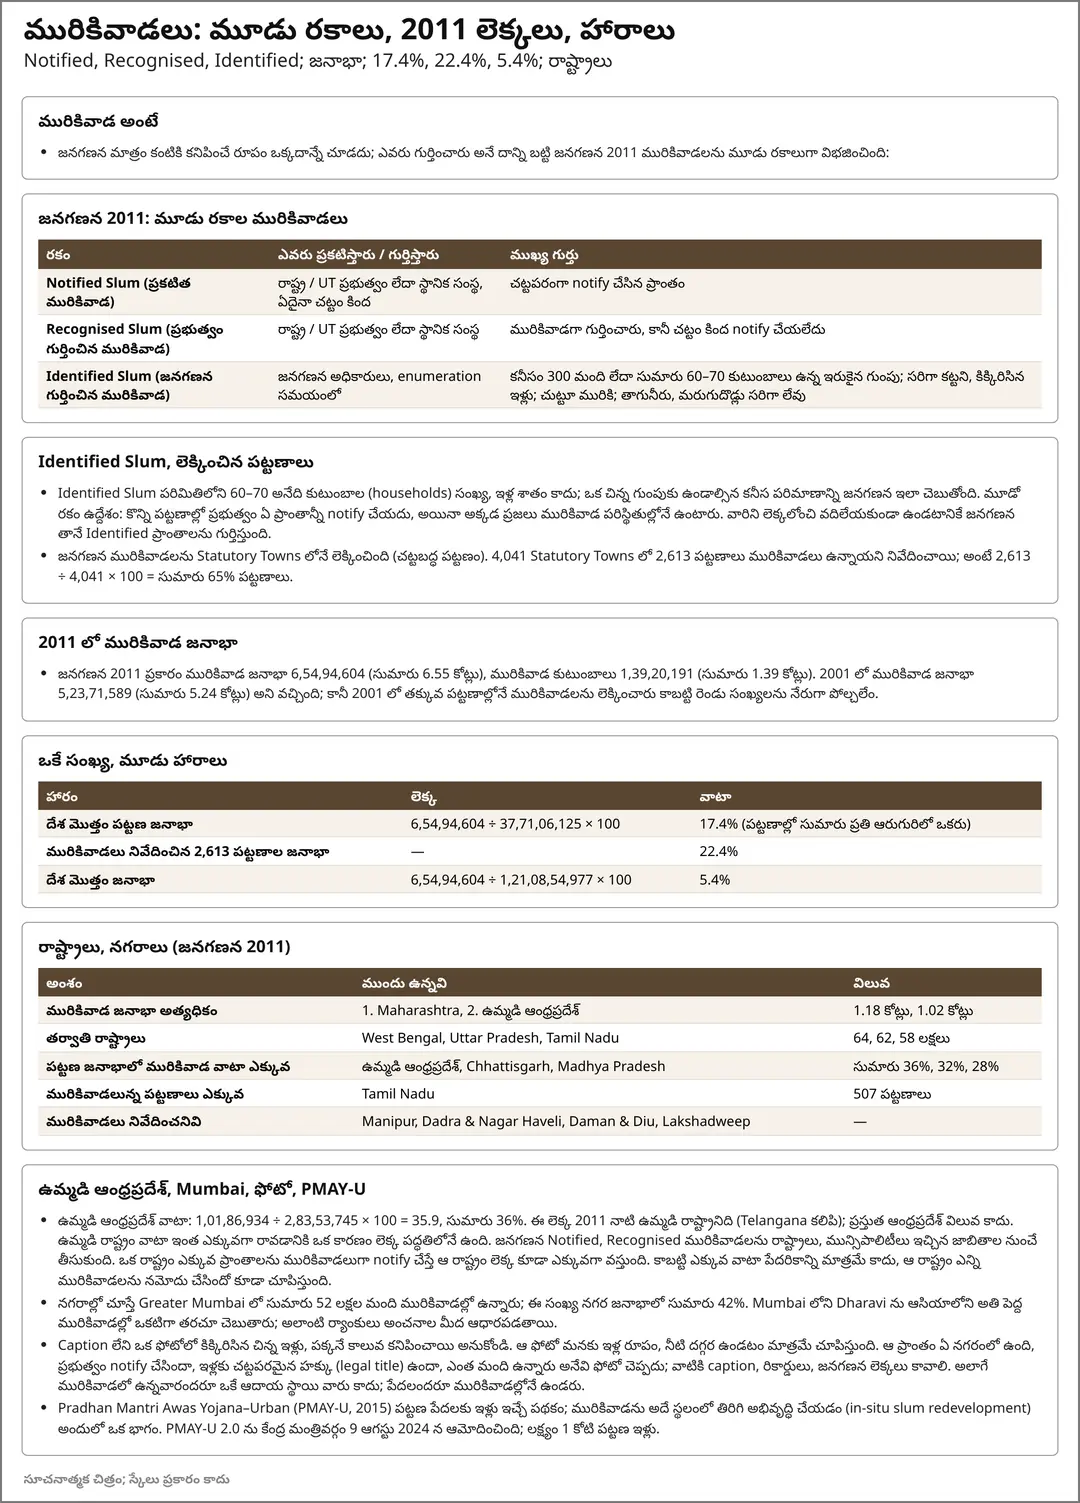 మురికివాడలు: మూడు రకాలు, 2011 లెక్కలు, హారాలు
Notified, Recognised, Identified; జనాభా; 17.4%, 22.4%, 5.4%; రాష్ట్రాలు
మురికివాడ అంటే
• జనగణన మాత్రం కంటికి కనిపించే రూపం ఒక్కదాన్నే చూడదు; ఎవరు గుర్తించారు అనే దాన్ని బట్టి జనగణన 2011 మురికివాడలను మూడు రకాలుగా విభజించింది:
జనగణన 2011: మూడు రకాల మురికివాడలు
రకం ఎవరు ప్రకటిస్తారు / గుర్తిస్తారు ముఖ్య గుర్తు
Notified Slum (ప్రకటిత రాష్ట్ర / UT ప్రభుత్వం లేదా స్థానిక సంస్థ, చట్టపరంగా notify చేసిన ప్రాంతం
మురికివాడ) ఏదైనా చట్టం కింద
Recognised Slum (ప్రభుత్వం రాష్ట్ర / UT ప్రభుత్వం లేదా స్థానిక సంస్థ మురికివాడగా గుర్తించారు, కానీ చట్టం కింద notify చేయలేదు
గుర్తించిన మురికివాడ)
Identified Slum (జనగణన జనగణన అధికారులు, enumeration కనీసం 300 మంది లేదా సుమారు 60–70 కుటుంబాలు ఉన్న ఇరుకైన గుంపు; సరిగా కట్టని, కిక్కిరిసిన
గుర్తించిన మురికివాడ) సమయంలో ఇళ్లు; చుట్టూ మురికి; తాగునీరు, మరుగుదొడ్లు సరిగా లేవు
Identified Slum, లెక్కించిన పట్టణాలు
• Identified Slum పరిమితిలోని 60–70 అనేది కుటుంబాల (households) సంఖ్య, ఇళ్ల శాతం కాదు; ఒక చిన్న గుంపుకు ఉండాల్సిన కనీస పరిమాణాన్ని జనగణన ఇలా చెబుతోంది. మూడో
రకం ఉద్దేశం: కొన్ని పట్టణాల్లో ప్రభుత్వం ఏ ప్రాంతాన్నీ notify చేయదు, అయినా అక్కడ ప్రజలు మురికివాడ పరిస్థితుల్లోనే ఉంటారు. వారిని లెక్కలోంచి వదిలేయకుండా ఉండటానికే జనగణన
తానే Identified ప్రాంతాలను గుర్తిస్తుంది.
• జనగణన మురికివాడలను Statutory Towns లోనే లెక్కించింది (చట్టబద్ధ పట్టణం). 4,041 Statutory Towns లో 2,613 పట్టణాలు మురికివాడలు ఉన్నాయని నివేదించాయి; అంటే 2,613
÷ 4,041 × 100 = సుమారు 65% పట్టణాలు.
2011 లో మురికివాడ జనాభా
• జనగణన 2011 ప్రకారం మురికివాడ జనాభా 6,54,94,604 (సుమారు 6.55 కోట్లు), మురికివాడ కుటుంబాలు 1,39,20,191 (సుమారు 1.39 కోట్లు). 2001 లో మురికివాడ జనాభా
5,23,71,589 (సుమారు 5.24 కోట్లు) అని వచ్చింది; కానీ 2001 లో తక్కువ పట్టణాల్లోనే మురికివాడలను లెక్కించారు కాబట్టి రెండు సంఖ్యలను నేరుగా పోల్చలేం.
ఒకే సంఖ్య, మూడు హారాలు
హారం లెక్క వాటా
దేశ మొత్తం పట్టణ జనాభా 6,54,94,604 ÷ 37,71,06,125 × 100 17.4% (పట్టణాల్లో సుమారు ప్రతి ఆరుగురిలో ఒకరు)
మురికివాడలు నివేదించిన 2,613 పట్టణాల జనాభా — 22.4%
దేశ మొత్తం జనాభా 6,54,94,604 ÷ 1,21,08,54,977 × 100 5.4%
రాష్ట్రాలు, నగరాలు (జనగణన 2011)
అంశం ముందు ఉన్నవి విలువ
మురికివాడ జనాభా అత్యధికం 1. Maharashtra, 2. ఉమ్మడి ఆంధ్రప్రదేశ్ 1.18 కోట్లు, 1.02 కోట్లు
తర్వాతి రాష్ట్రాలు West Bengal, Uttar Pradesh, Tamil Nadu 64, 62, 58 లక్షలు
పట్టణ జనాభాలో మురికివాడ వాటా ఎక్కువ ఉమ్మడి ఆంధ్రప్రదేశ్, Chhattisgarh, Madhya Pradesh సుమారు 36%, 32%, 28%
మురికివాడలున్న పట్టణాలు ఎక్కువ Tamil Nadu 507 పట్టణాలు
మురికివాడలు నివేదించనివి Manipur, Dadra & Nagar Haveli, Daman & Diu, Lakshadweep —
ఉమ్మడి ఆంధ్రప్రదేశ్, Mumbai, ఫోటో, PMAY-U
• ఉమ్మడి ఆంధ్రప్రదేశ్ వాటా: 1,01,86,934 ÷ 2,83,53,745 × 100 = 35.9, సుమారు 36%. ఈ లెక్క 2011 నాటి ఉమ్మడి రాష్ట్రానిది (Telangana కలిపి); ప్రస్తుత ఆంధ్రప్రదేశ్ విలువ కాదు.
ఉమ్మడి రాష్ట్రం వాటా ఇంత ఎక్కువగా రావడానికి ఒక కారణం లెక్క పద్ధతిలోనే ఉంది. జనగణన Notified, Recognised మురికివాడలను రాష్ట్రాలు, మున్సిపాలిటీలు ఇచ్చిన జాబితాల నుంచే
తీసుకుంది. ఒక రాష్ట్రం ఎక్కువ ప్రాంతాలను మురికివాడలుగా notify చేస్తే ఆ రాష్ట్రం లెక్క కూడా ఎక్కువగా వస్తుంది. కాబట్టి ఎక్కువ వాటా పేదరికాన్ని మాత్రమే కాదు, ఆ రాష్ట్రం ఎన్ని
మురికివాడలను నమోదు చేసిందో కూడా చూపిస్తుంది.
• నగరాల్లో చూస్తే Greater Mumbai లో సుమారు 52 లక్షల మంది మురికివాడల్లో ఉన్నారు; ఈ సంఖ్య నగర జనాభాలో సుమారు 42%. Mumbai లోని Dharavi ను ఆసియాలోని అతి పెద్ద
మురికివాడల్లో ఒకటిగా తరచూ చెబుతారు; అలాంటి ర్యాంకులు అంచనాల మీద ఆధారపడతాయి.
• Caption లేని ఒక ఫోటోలో కిక్కిరిసిన చిన్న ఇళ్లు, పక్కనే కాలువ కనిపించాయి అనుకోండి. ఆ ఫోటో మనకు ఇళ్ల రూపం, నీటి దగ్గర ఉండటం మాత్రమే చూపిస్తుంది. ఆ ప్రాంతం ఏ నగరంలో ఉంది,
ప్రభుత్వం notify చేసిందా, ఇళ్లకు చట్టపరమైన హక్కు (legal title) ఉందా, ఎంత మంది ఉన్నారు అనేవి ఫోటో చెప్పదు; వాటికి caption, రికార్డులు, జనగణన లెక్కలు కావాలి. అలాగే
మురికివాడలో ఉన్నవారందరూ ఒకే ఆదాయ స్థాయి వారు కాదు; పేదలందరూ మురికివాడల్లోనే ఉండరు.
• Pradhan Mantri Awas Yojana–Urban (PMAY-U, 2015) పట్టణ పేదలకు ఇళ్లు ఇచ్చే పథకం; మురికివాడను అదే స్థలంలో తిరిగి అభివృద్ధి చేయడం (in-situ slum redevelopment)
అందులో ఒక భాగం. PMAY-U 2.0 ను కేంద్ర మంత్రివర్గం 9 ఆగస్టు 2024 న ఆమోదించింది; లక్ష్యం 1 కోటి పట్టణ ఇళ్లు.
సూచనాత్మక చిత్రం; స్కేలు ప్రకారం కాదు